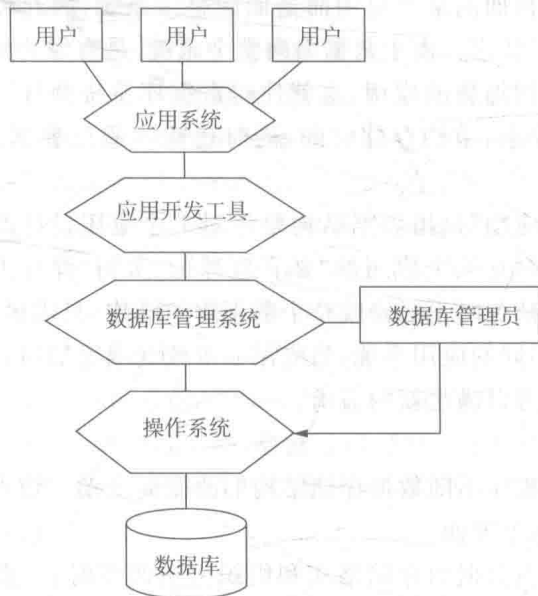 用户 用户 用户
应用系统
应用开发工具
数据库管理系统 数据库管理员
操作系统
数据库